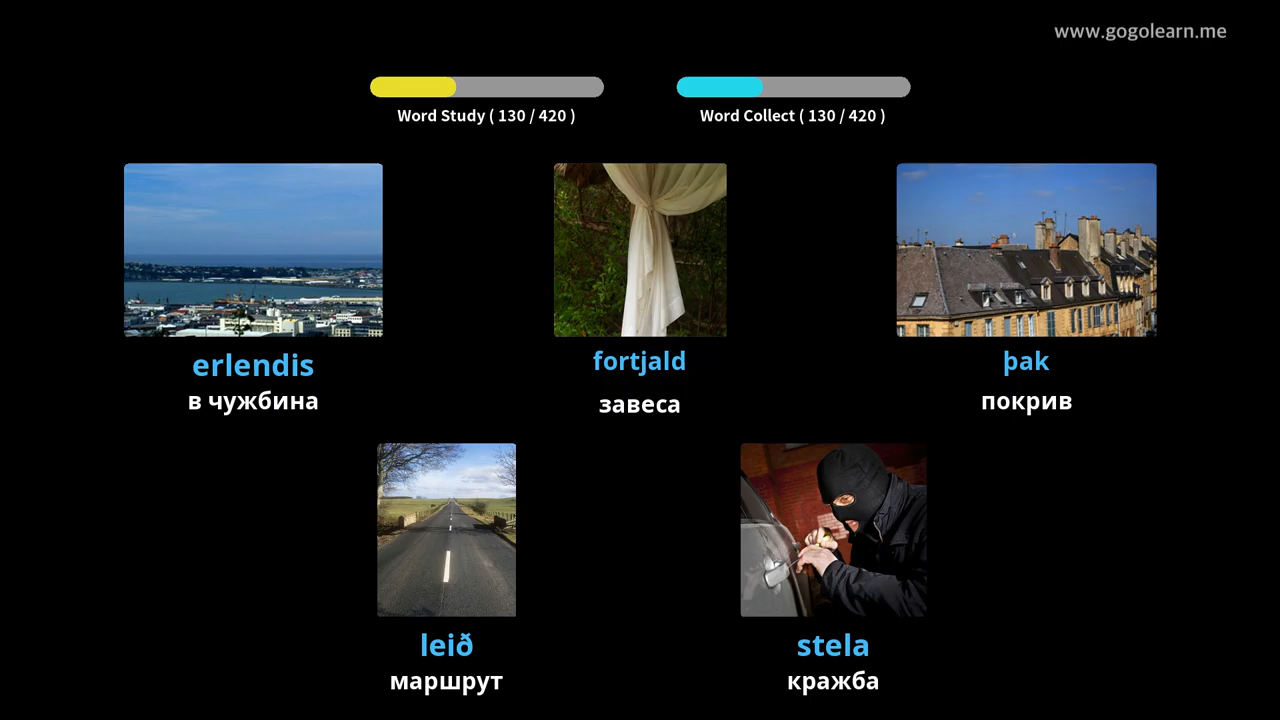 www.gogolearn.me
Word Study ( 130 / 420 )
Word Collect ( 130 / 420 )
erlendis
в чужбина
fortjald
завеса
þak
покрив
leið
маршрут
stela
кражба